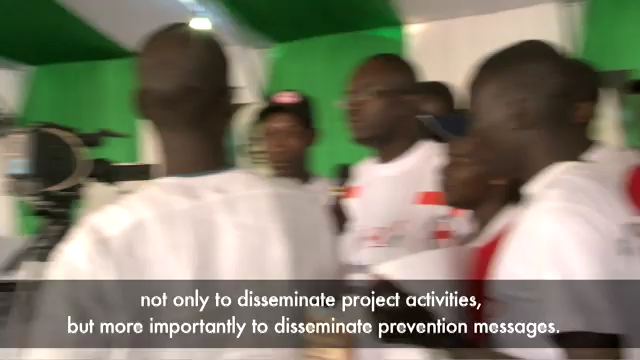 not only to disseminate project activities,
but more importantly to disseminate prevention messages.